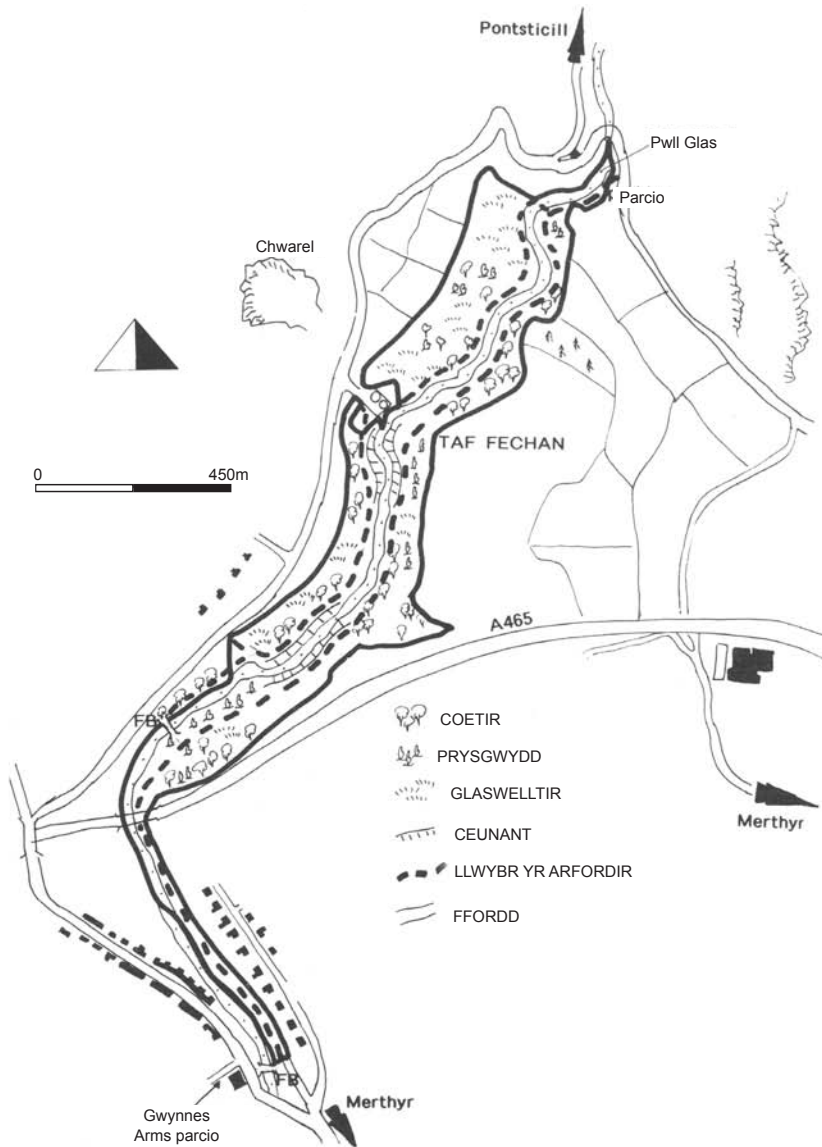 Pontsticill
Pwll Glas
Parcio
Chwarel
TAF FECHAN
0 450m
A465
FB
COETIR
PRYSGWYDD
GLASWELLTIR
CEUNANT
LLWYBR YR ARFORDIR
FFORDD
Merthyr
FB
Gwynnes
Arms parcio
Merthyr